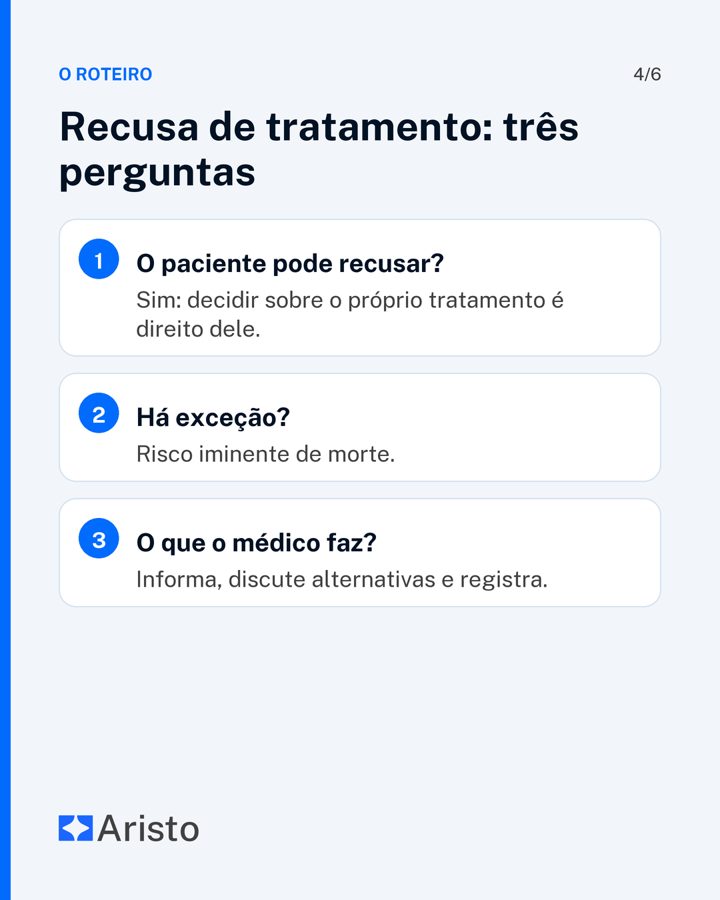 O ROTEIRO
4/6
Recusa de tratamento: três
perguntas
1
O paciente pode recusar?
Sim: decidir sobre o próprio tratamento é
direito dele.
2
Há exceção?
Risco iminente de morte.
3
O que o médico faz?
Informa, discute alternativas e registra.
Aristo